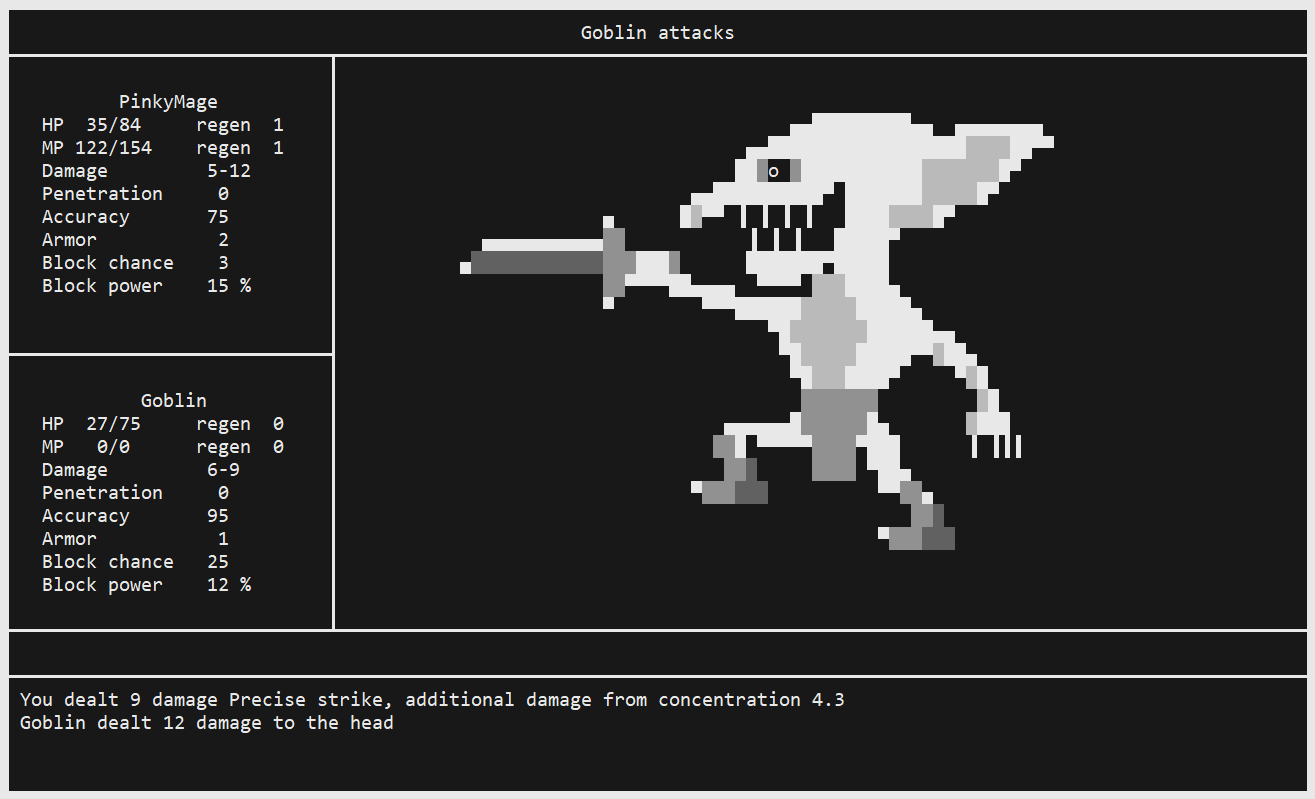 Goblin attacks
PinkyMage
HP 35/84 regen 1
MP 122/154 regen 1
Damage 5-12
Penetration 0
Accuracy 75
Armor 2
Block chance 3
Block power 15 %
Goblin
HP 27/75 regen 0
MP 0/0 regen 0
Damage 6-9
Penetration 0
Accuracy 95
Armor 1
Block chance 25
Block power 12 %
You dealt 9 damage Precise strike, additional damage from concentration 4.3
Goblin dealt 12 damage to the head